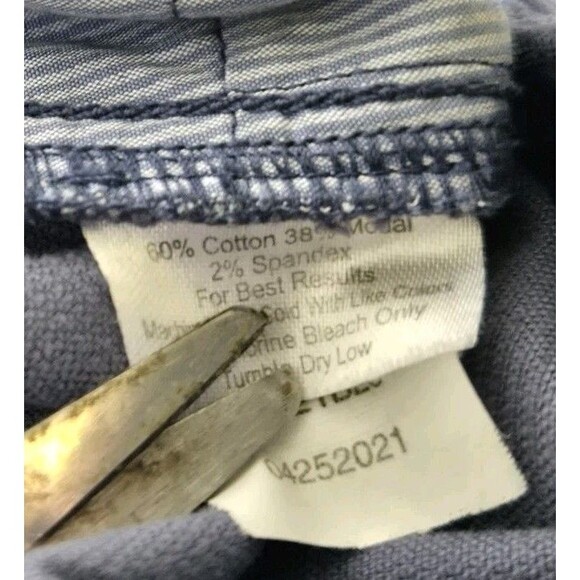 60% Cotton 38% Modal
2% Spandex
For Best Results
Cold With Like Colors
Bleach Only
Tumble Dry Low
04252021